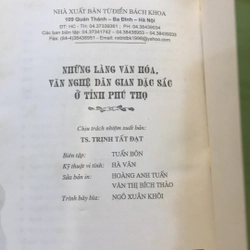 NHÀ XUẤT BẢN TỪ ĐIỂN BÁCH KHOA
109 Quán Thánh - Ba Đình - Hà Nội
NHỮNG LÀNG VĂN HÓA,
VĂN NGHỆ DÂN GIAN ĐẶC SẮC
Ở TỈNH PHÚ THỌ
Chịu trách nhiệm xuất bản:
TS. TRỊNH TẤT ĐẠT
Biên tập: TUẤN ĐÔN
Kỹ thuật vi tính: HÀ VÂN
Sửa bản in: HOÀNG ANH TUẤN
VĂN THỊ BÍCH THẢO
Trình bày bìa: NGÔ XUÂN KHÔI